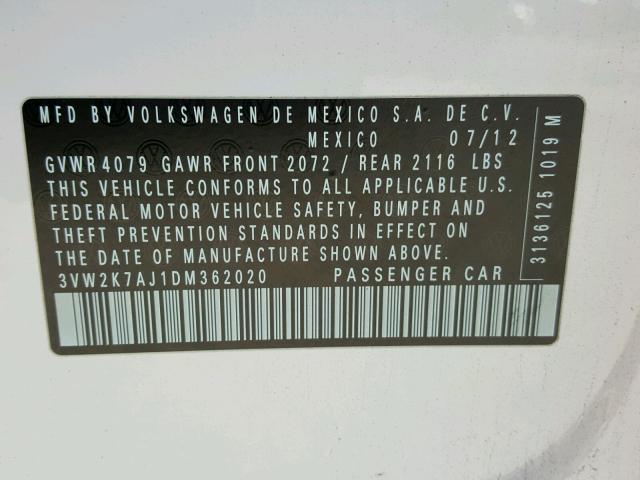 MFD BY VOLKSWAGEN DE MEXICO S.A. DE C.V.
MEXICO 07/12
GVWR 4079 GAWR FRONT 2072 / REAR 2116 LBS
THIS VEHICLE CONFORMS TO ALL APPLICABLE U.S.
FEDERAL MOTOR VEHICLE SAFETY, BUMPER AND
THEFT PREVENTION STANDARDS IN EFFECT ON
THE DATE OF MANUFACTURE SHOWN ABOVE.
3VW2K7AJ1DM362020 PASSENGER CAR
3136125 1019 M